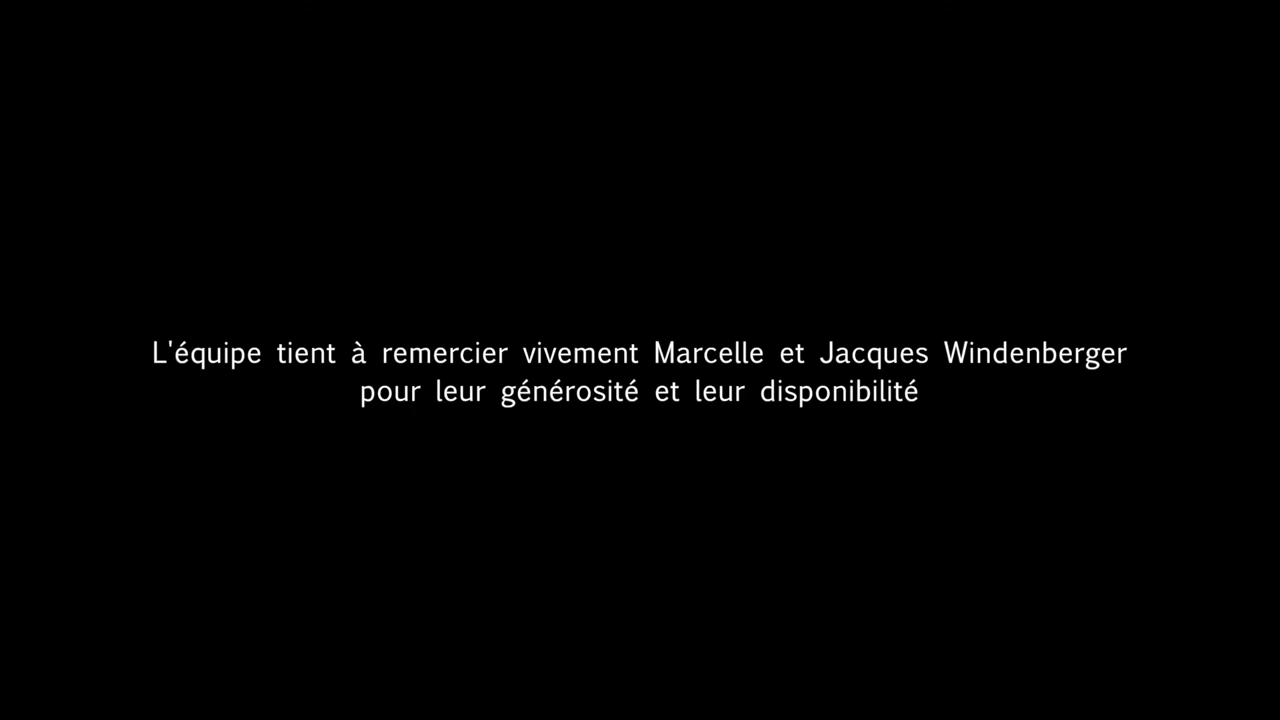 L'équipe tient à remercier vivement Marcelle et Jacques Windenberger
pour leur générosité et leur disponibilité